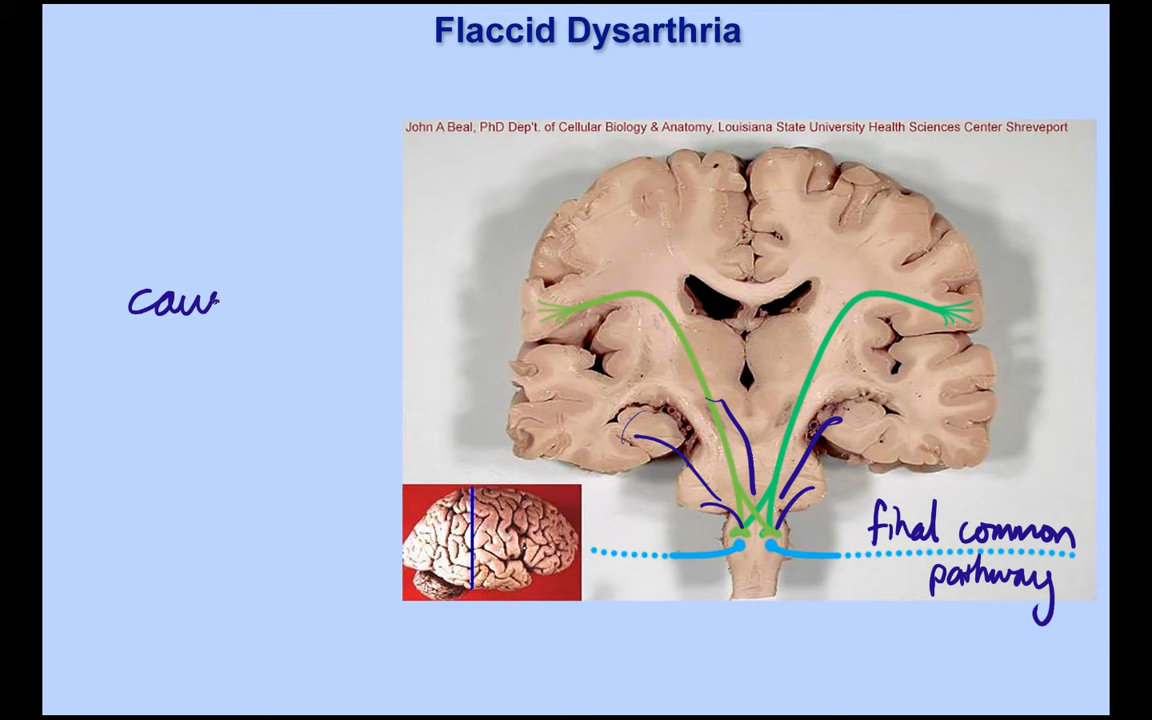 Flaccid Dysarthria
John A Beal, PhD Dep't. of Cellular Biology & Anatomy, Louisiana State University Health Sciences Center Shreveport
final common
pathway